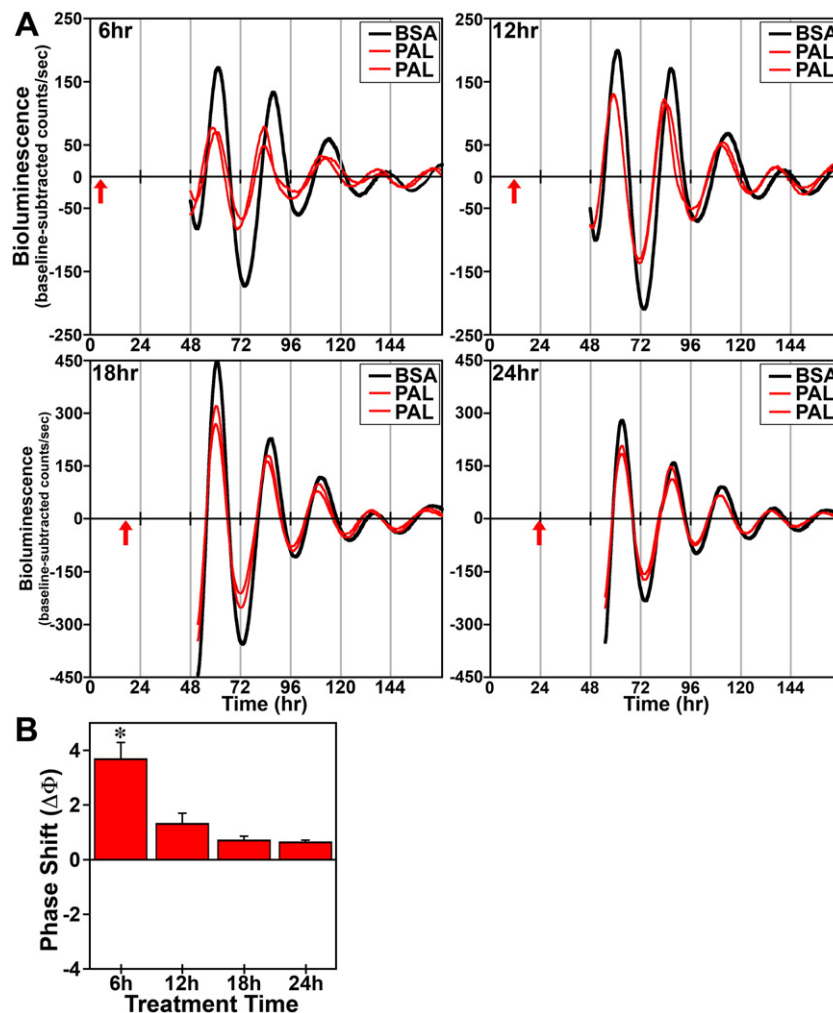 A
6hr
BSA
PAL
PAL
12hr
BSA
PAL
PAL
Bioluminescence
(baseline-subtracted counts/sec)
250
150
50
0
-50
-150
-250
0 24 48 72 96 120 144
250
150
50
0
-50
-150
250
0 24 48 72 96 120 144
18hr
BSA
PAL
PAL
24hr
BSA
PAL
PAL
Bioluminescence
(baseline-subtracted counts/sec)
450
300
150
0
-150
-300
-450
0 24 48 72 96 120 144
Time (hr)
450
300
150
0
-150
-300
-450
0 24 48 72 96 120 144
Time (hr)
B
Phase Shift (ΔΦ)
4
2
0
-2
-4
*
6h 12h 18h 24h
Treatment Time